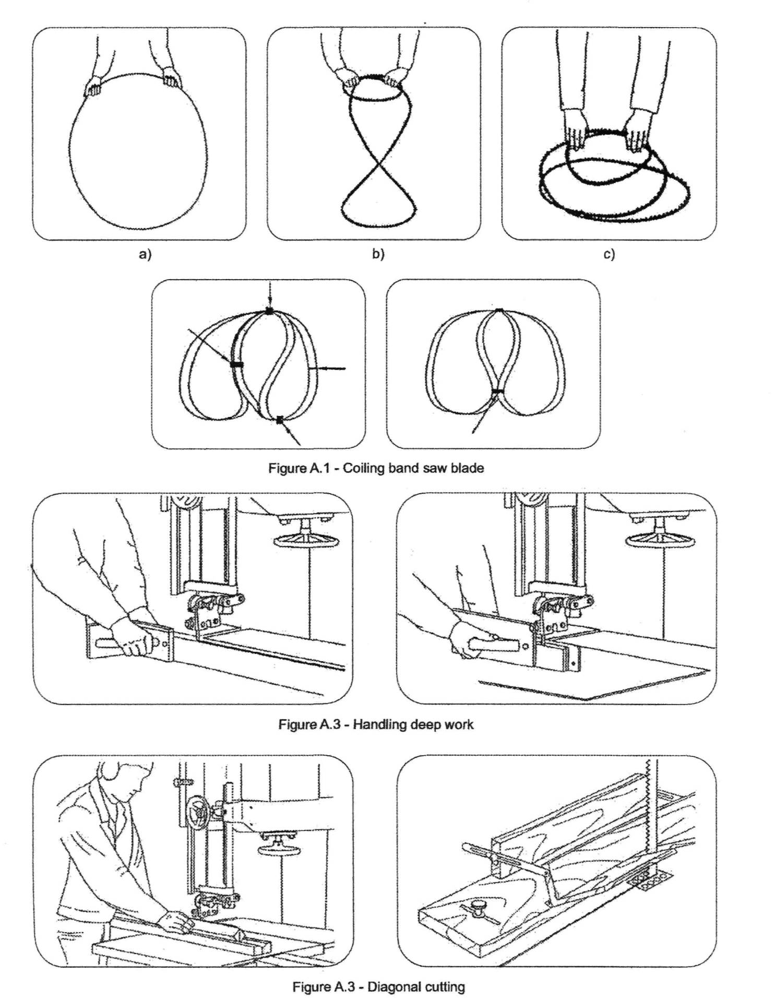 a)
b)
c)
Figure A.1 - Coiling band saw blade
Figure A.3 - Handling deep work
Figure A.3 - Diagonal cutting